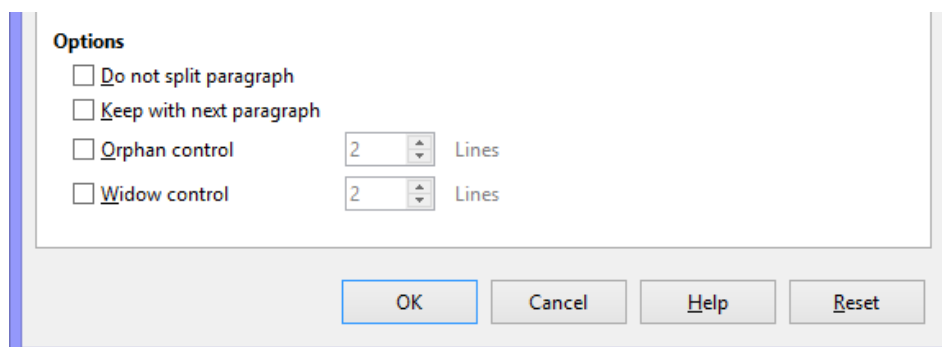 Options
Do not split paragraph
Keep with next paragraph
Orphan control 2 Lines
Widow control 2 Lines
OK Cancel Help Reset